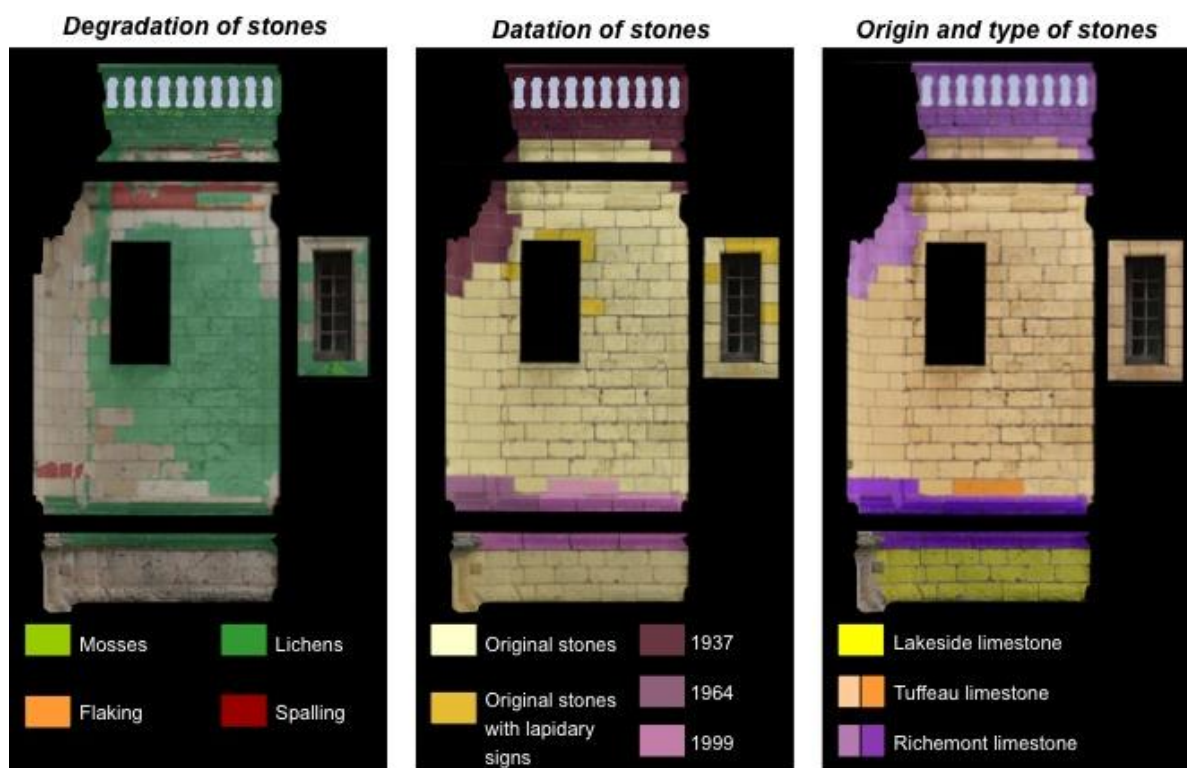 Degradation of stones
Datation of stones
Origin and type of stones
Mosses
Lichens
Flaking
Spalling
Original stones
1937
Original stones
with lapidary
signs
1964
1999
Lakeside limestone
Tuffeau limestone
Richemont limestone